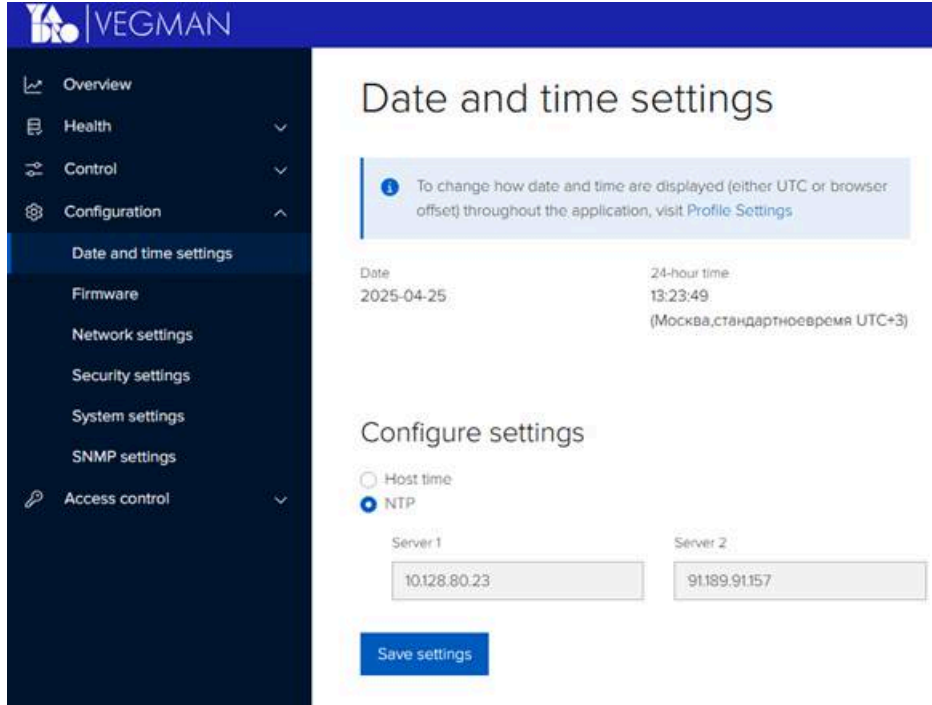 YADRO VEGMAN
Overview
Health
Control
Configuration
Date and time settings
Firmware
Network settings
Security settings
System settings
SNMP settings
Access control
Date and time settings
To change how date and time are displayed (either UTC or browser
offset) throughout the application, visit Profile Settings
Date
2025-04-25
24-hour time
13:23:49
(Москва,стандартноевремя UTC+3)
Configure settings
Host time
NTP
Server 1
10.128.80.23
Server 2
91.189.91.157
Save settings